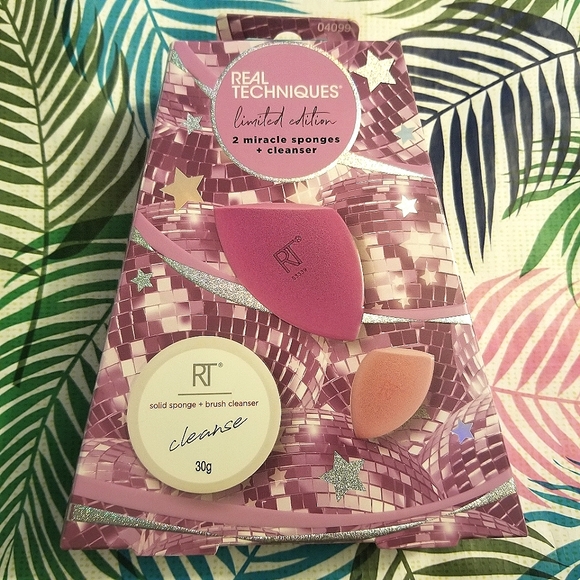 04099
REAL
TECHNIQUES®
limited edition
2 miracle sponges
+ cleanser
RT®
RT®
solid sponge + brush cleanser
cleanse
30g